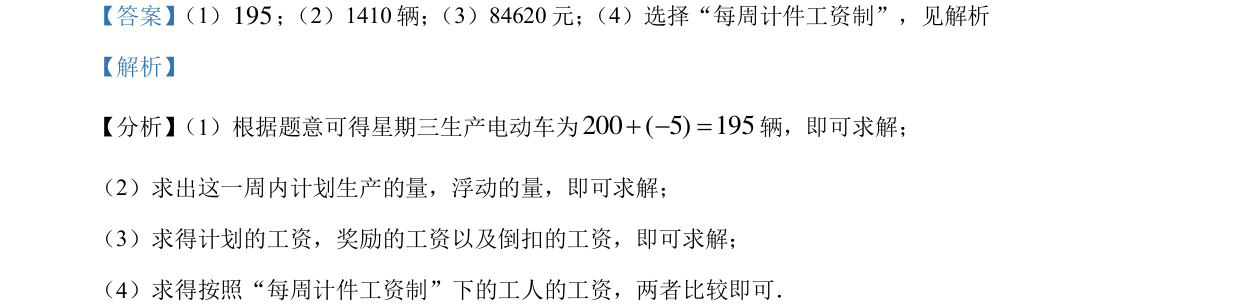 【答案】（1）195；（2）1410 辆；（3）84620 元；（4）选择“每周计件工资制”，见解析
【解析】
【分析】（1）根据题意可得星期三生产电动车为200+(−5)=195辆，即可求解；
（2）求出这一周内计划生产的量，浮动的量，即可求解；
（3）求得计划的工资，奖励的工资以及倒扣的工资，即可求解；
（4）求得按照“每周计件工资制”下的工人的工资，两者比较即可．